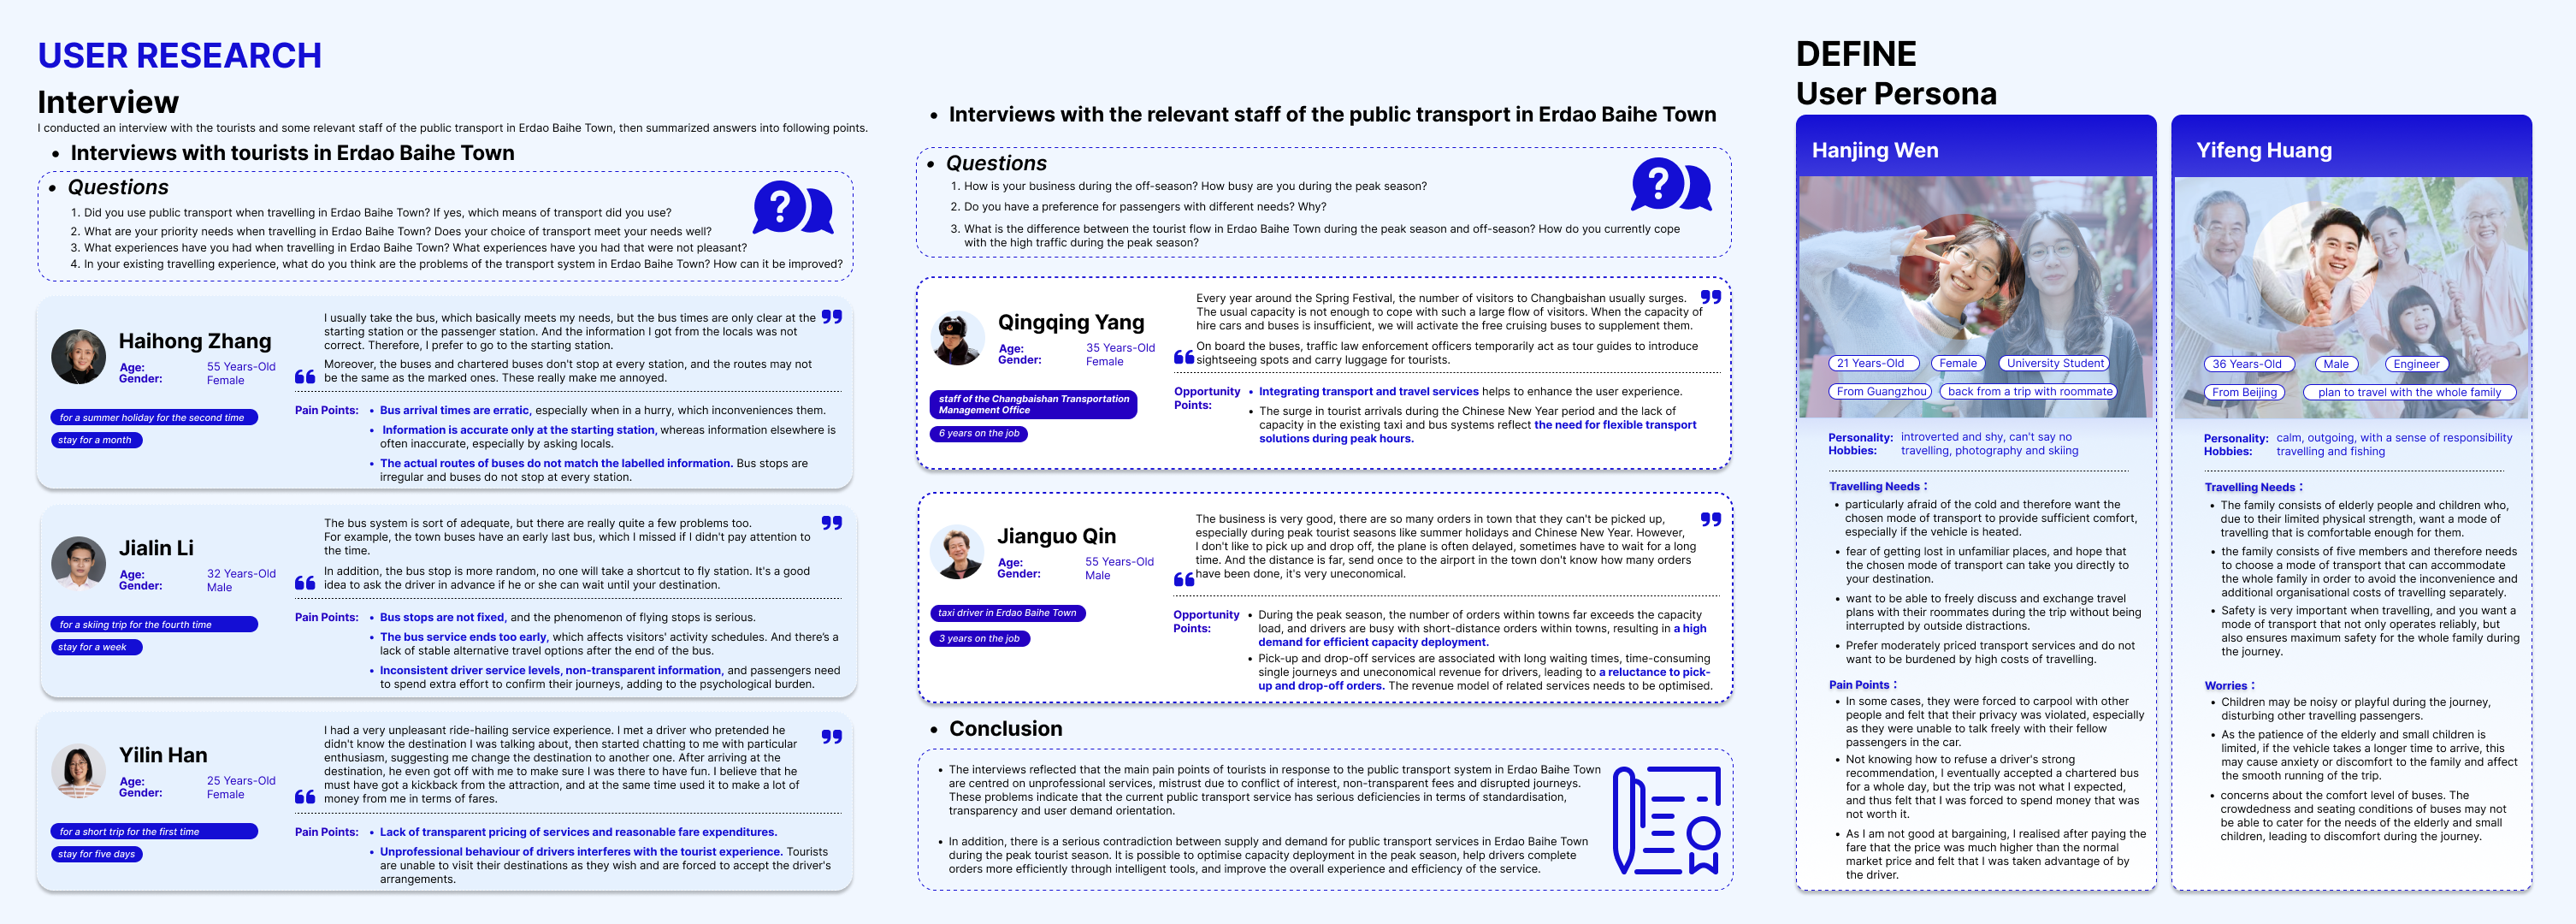 USER RESEARCH
Interview
I conducted an interview with the tourists and some relevant staff of the public transport in Erdao Baihe Town, then summarized answers into following points.
• Interviews with tourists in Erdao Baihe Town
• Questions
1. Did you use public transport when travelling in Erdao Baihe Town? If yes, which means of transport did you use?
2. What are your priority needs when travelling in Erdao Baihe Town? Does your choice of transport meet your needs well?
3. What experiences have you had when travelling in Erdao Baihe Town? What experiences have you had that were not pleasant?
4. In your existing travelling experience, what do you think are the problems of the transport system in Erdao Baihe Town? How can it be improved?
Haihong Zhang
Age: 55 Years-Old
Gender: Female
for a summer holiday for the second time
stay for a month
I usually take the bus, which basically meets my needs, but the bus times are only clear at the
starting station or the passenger station. And the information I got from the locals was not
correct. Therefore, I prefer to go to the starting station.
Moreover, the buses and chartered buses don't stop at every station, and the routes may not
be the same as the marked ones. These really make me annoyed.
Pain Points:
• Bus arrival times are erratic, especially when in a hurry, which inconveniences them.
• Information is accurate only at the starting station, whereas information elsewhere is
often inaccurate, especially by asking locals.
• The actual routes of buses do not match the labelled information. Bus stops are
irregular and buses do not stop at every station.
Jialin Li
Age: 32 Years-Old
Gender: Male
for a skiing trip for the fourth time
stay for a week
The bus system is sort of adequate, but there are really quite a few problems too.
For example, the town buses have an early last bus, which I missed if I didn't pay attention to
the time.
In addition, the bus stop is more random, no one will take a shortcut to fly station. It's a good
idea to ask the driver in advance if he or she can wait until your destination.
Pain Points:
• Bus stops are not fixed, and the phenomenon of flying stops is serious.
• The bus service ends too early, which affects visitors' activity schedules. And there's a
lack of stable alternative travel options after the end of the bus.
• Inconsistent driver service levels, non-transparent information, and passengers need
to spend extra effort to confirm their journeys, adding to the psychological burden.
Yilin Han
Age: 25 Years-Old
Gender: Female
for a short trip for the first time
stay for five days
I had a very unpleasant ride-hailing service experience. I met a driver who pretended he
didn't know the destination I was talking about, then started chatting to me with particular
enthusiasm, suggesting me change the destination to another one. After arriving at the
destination, he even got off with me to make sure I was there to have fun. I believe that he
must have got a kickback from the attraction, and at the same time used it to make a lot of
money from me in terms of fares.
Pain Points:
• Lack of transparent pricing of services and reasonable fare expenditures.
• Unprofessional behaviour of drivers interferes with the tourist experience. Tourists
are unable to visit their destinations as they wish and are forced to accept the driver's
arrangements.
• Interviews with the relevant staff of the public transport in Erdao Baihe Town
• Questions
1. How is your business during the off-season? How busy are you during the peak season?
2. Do you have a preference for passengers with different needs? Why?
3. What is the difference between the tourist flow in Erdao Baihe Town during the peak season and off-season? How do you currently cope
with the high traffic during the peak season?
Qingqing Yang
Age: 35 Years-Old
Gender: Female
staff of the Changbaishan Transportation
Management Office
6 years on the job
Every year around the Spring Festival, the number of visitors to Changbaishan usually surges.
The usual capacity is not enough to cope with such a large flow of visitors. When the capacity of
hire cars and buses is insufficient, we will activate the free cruising buses to supplement them.
On board the buses, traffic law enforcement officers temporarily act as tour guides to introduce
sightseeing spots and carry luggage for tourists.
Opportunity
Points:
• Integrating transport and travel services helps to enhance the user experience.
• The surge in tourist arrivals during the Chinese New Year period and the lack of
capacity in the existing taxi and bus systems reflect the need for flexible transport
solutions during peak hours.
Jianguo Qin
Age: 55 Years-Old
Gender: Male
taxi driver in Erdao Baihe Town
3 years on the job
The business is very good, there are so many orders in town that they can't be picked up,
especially during peak tourist seasons like summer holidays and Chinese New Year. However,
I don't like to pick up and drop off, the plane is often delayed, sometimes have to wait for a long
time. And the distance is far, send once to the airport in the town don't know how many orders
have been done, it's very uneconomical.
Opportunity
Points:
• During the peak season, the number of orders within towns far exceeds the capacity
load, and drivers are busy with short-distance orders within towns, resulting in a high
demand for efficient capacity deployment.
• Pick-up and drop-off services are associated with long waiting times, time-consuming
single journeys and uneconomical revenue for drivers, leading to a reluctance to pick-
up and drop-off orders. The revenue model of related services needs to be optimised.
• Conclusion
• The interviews reflected that the main pain points of tourists in response to the public transport system in Erdao Baihe Town
are centred on unprofessional services, mistrust due to conflict of interest, non-transparent fees and disrupted journeys.
These problems indicate that the current public transport service has serious deficiencies in terms of standardisation,
transparency and user demand orientation.
• In addition, there is a serious contradiction between supply and demand for public transport services in Erdao Baihe Town
during the peak tourist season. It is possible to optimise capacity deployment in the peak season, help drivers complete
orders more efficiently through intelligent tools, and improve the overall experience and efficiency of the service.
DEFINE
User Persona
Hanjing Wen
21 Years-Old
Female
University Student
From Guangzhou
back from a trip with roommate
Personality: introverted and shy, can't say no
Hobbies: travelling, photography and skiing
Travelling Needs：
• particularly afraid of the cold and therefore want the
chosen mode of transport to provide sufficient comfort,
especially if the vehicle is heated.
• fear of getting lost in unfamiliar places, and hope that
the chosen mode of transport can take you directly to
your destination.
• want to be able to freely discuss and exchange travel
plans with their roommates during the trip without being
interrupted by outside distractions.
• Prefer moderately priced transport services and do not
want to be burdened by high costs of travelling.
Pain Points：
• In some cases, they were forced to carpool with other
people and felt that their privacy was violated, especially
as they were unable to talk freely with their fellow
passengers in the car.
• Not knowing how to refuse a driver's strong
recommendation, I eventually accepted a chartered bus
for a whole day, but the trip was not what I expected,
and thus felt that I was forced to spend money that was
not worth it.
• As I am not good at bargaining, I realised after paying the
fare that the price was much higher than the normal
market price and felt that I was taken advantage of by
the driver.
Yifeng Huang
36 Years-Old
Male
Engineer
From Beijing
plan to travel with the whole family
Personality: calm, outgoing, with a sense of responsibility
Hobbies: travelling and fishing
Travelling Needs：
• The family consists of elderly people and children who,
due to their limited physical strength, want a mode of
travelling that is comfortable enough for them.
• the family consists of five members and therefore needs
to choose a mode of transport that can accommodate
the whole family in order to avoid the inconvenience and
additional organisational costs of travelling separately.
• Safety is very important when travelling, and you want a
mode of transport that not only operates reliably, but
also ensures maximum safety for the whole family during
the journey.
Worries：
• Children may be noisy or playful during the journey,
disturbing other travelling passengers.
• As the patience of the elderly and small children is
limited, if the vehicle takes a longer time to arrive, this
may cause anxiety or discomfort to the family and affect
the smooth running of the trip.
• concerns about the comfort level of buses. The
crowdedness and seating conditions of buses may not
be able to cater for the needs of the elderly and small
children, leading to discomfort during the journey.